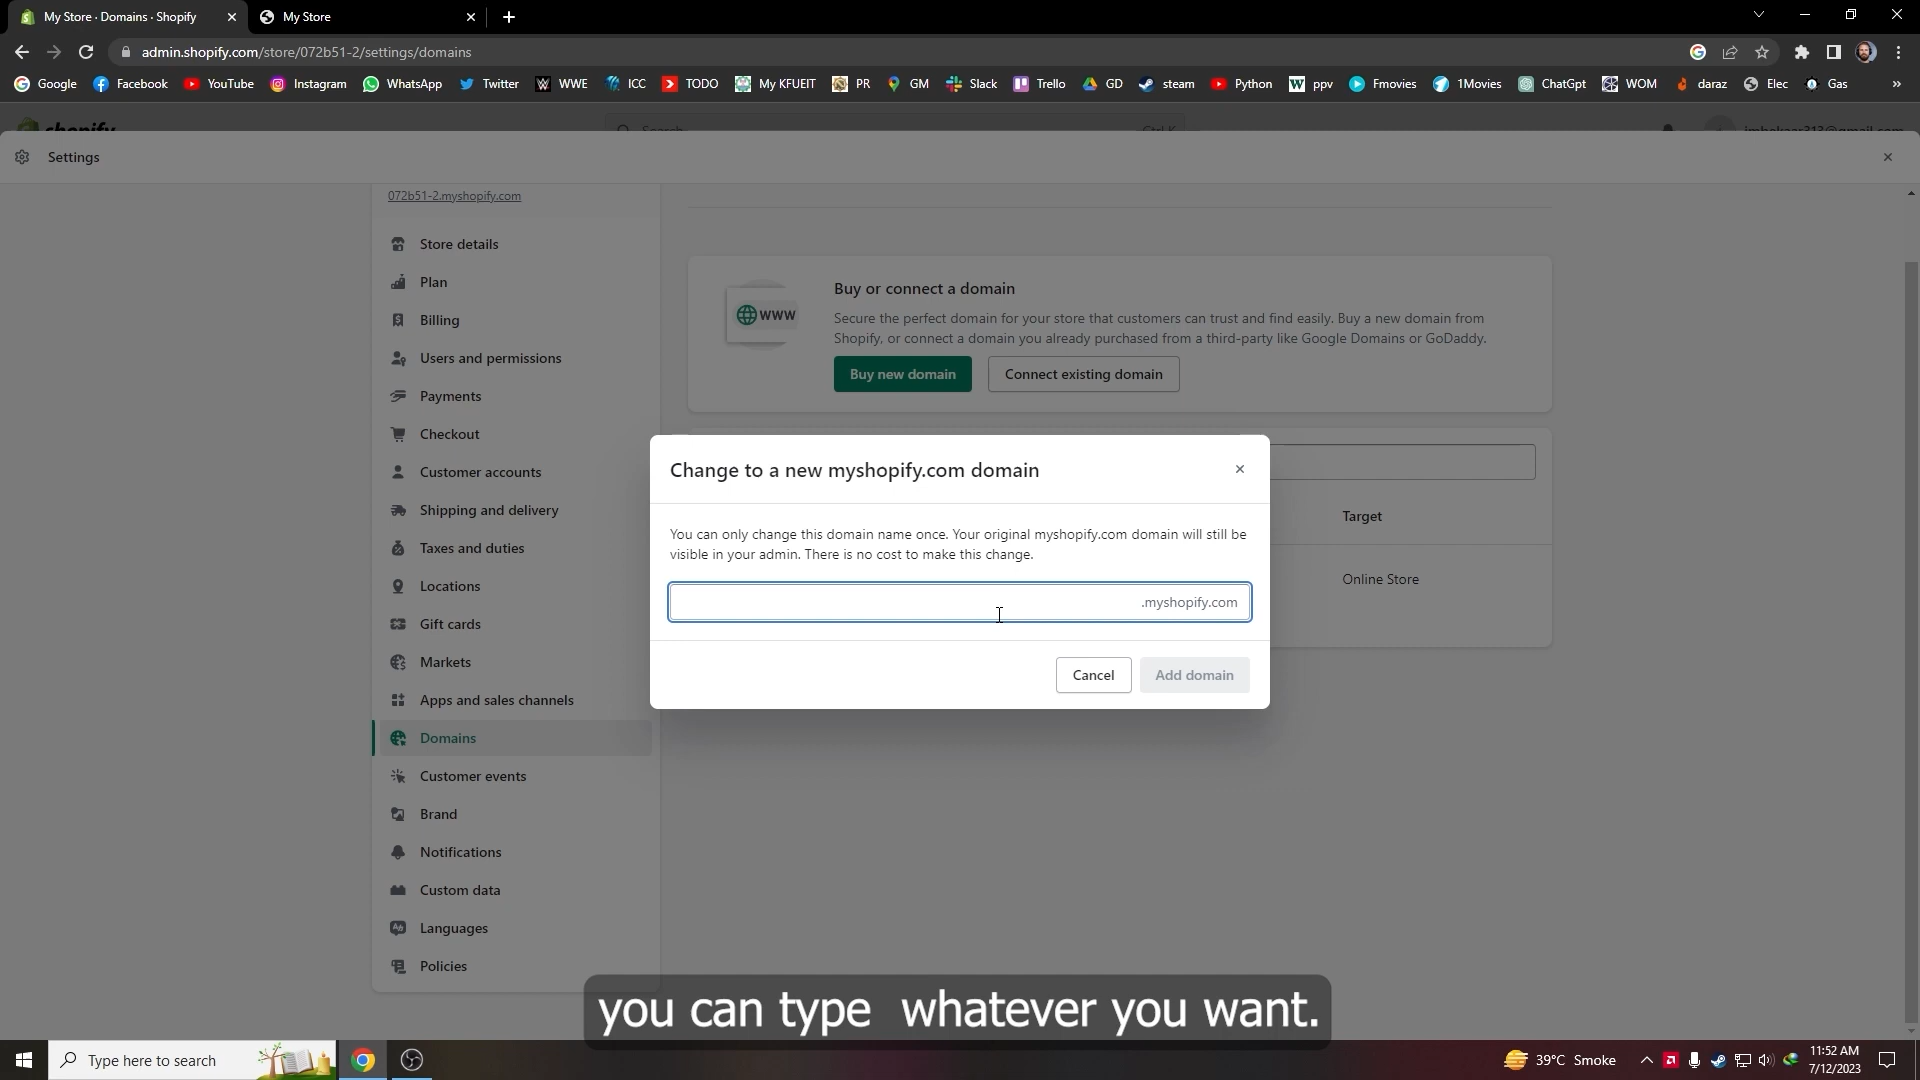 My Store · Domains · Shopify
My Store
admin.shopify.com/store/072b51-2/settings/domains
Google
Facebook
YouTube
Instagram
WhatsApp
Twitter
WWE
ICC
TODO
My KFUEIT
PR
GM
Slack
Trello
GD
steam
Python
ppv
Fmovies
1Movies
ChatGpt
WOM
daraz
Elec
Gas
»
shopify
Search
Ctrl K
Settings
072b51-2.myshopify.com
Store details
Plan
Billing
Users and permissions
Payments
Checkout
Customer accounts
Shipping and delivery
Taxes and duties
Locations
Gift cards
Markets
Apps and sales channels
Domains
Customer events
Brand
Notifications
Custom data
Languages
Policies
WWW
Buy or connect a domain
Secure the perfect domain for your store that customers can trust and find easily. Buy a new domain from
Shopify, or connect a domain you already purchased from a third-party like Google Domains or GoDaddy.
Buy new domain
Connect existing domain
Target
Online Store
Change to a new myshopify.com domain
You can only change this domain name once. Your original myshopify.com domain will still be
visible in your admin. There is no cost to make this change.
.myshopify.com
Cancel
Add domain
you can type whatever you want.
Type here to search
39°C Smoke
11:52 AM
7/12/2023